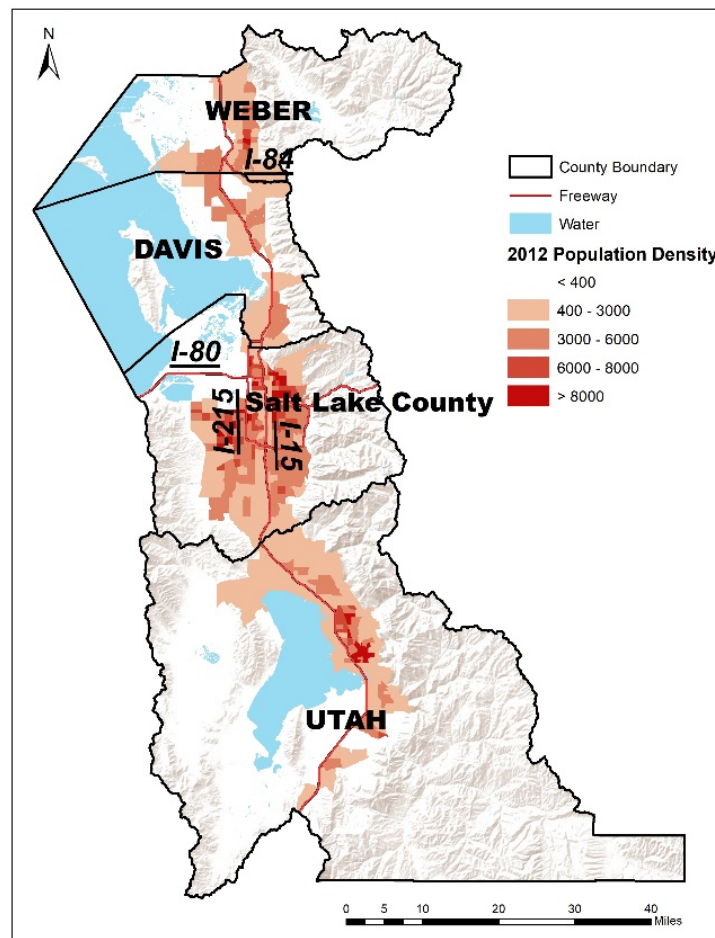 N
WEBER
I-84
DAVIS
I-80
Salt Lake County
I-215
I-15
UTAH
County Boundary
Freeway
Water
2012 Population Density
< 400
400 - 3000
3000 - 6000
6000 - 8000
> 8000
0 5 10 20 30 40
Miles